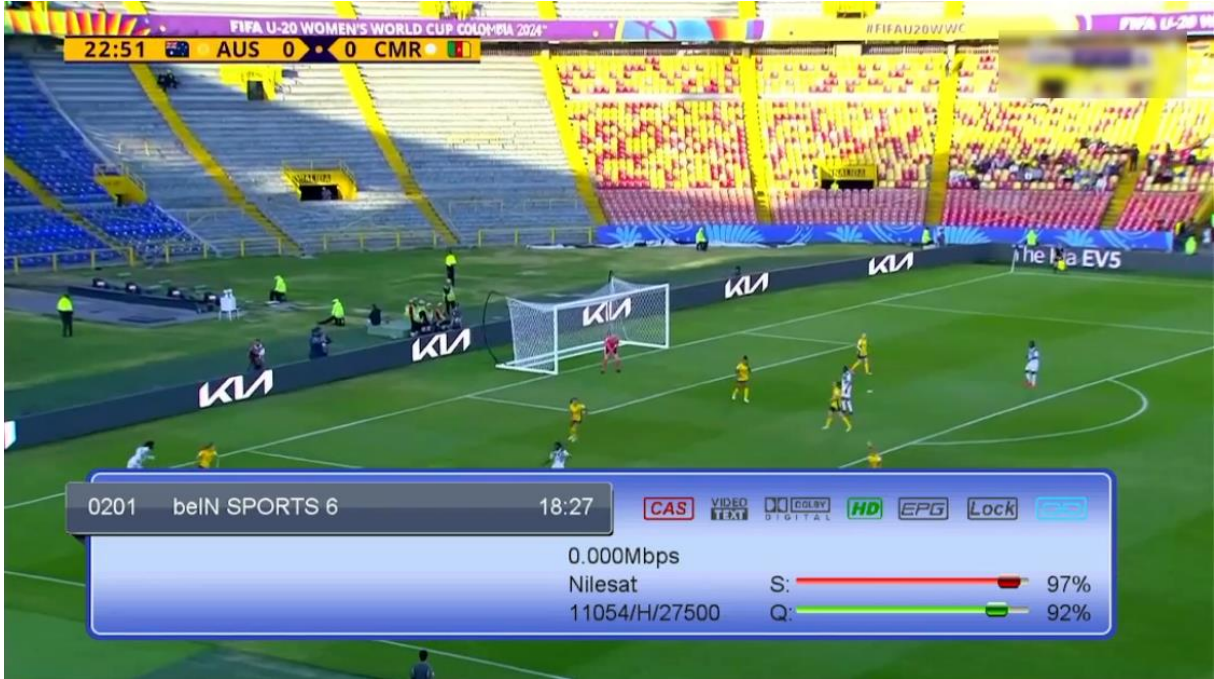 FIFA U-20 WOMEN'S WORLD CUP COLOMBIA 2024
#FIFAU20WWC
FIFA U-20 W
22:51 AUS 0 0 CMR
SALIDA
SALIDA
KIA
KIA
KIA
KIA
KIA
EV5
0201 beIN SPORTS 6 18:27
CAS
VIDEO TEXT
DOLBY DIGITAL
HD
EPG
Lock
0.000Mbps
Nilesat S: 97%
11054/H/27500 Q: 92%